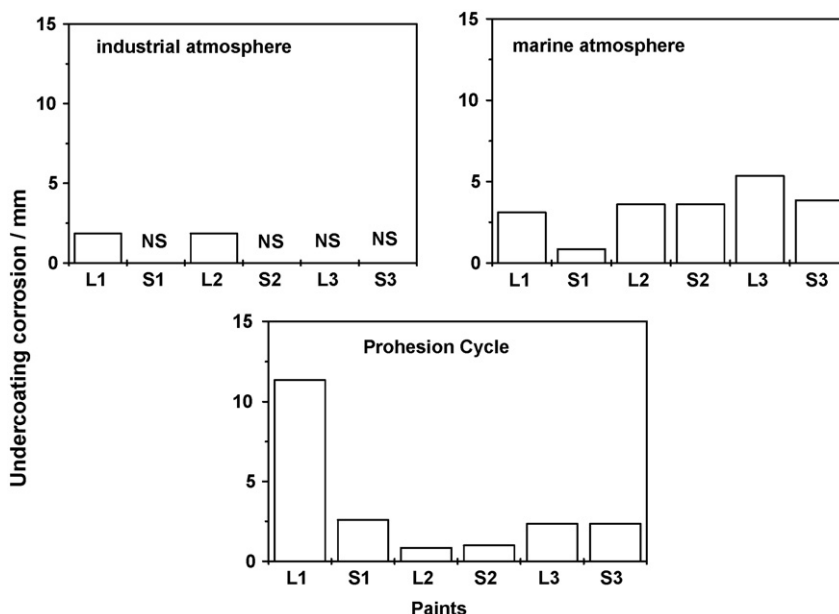 15
industrial atmosphere
10
5
NS NS NS NS
0
L1 S1 L2 S2 L3 S3
15
marine atmosphere
10
5
0
L1 S1 L2 S2 L3 S3
Undercoating corrosion / mm
15
Prohesion Cycle
10
5
0
L1 S1 L2 S2 L3 S3
Paints